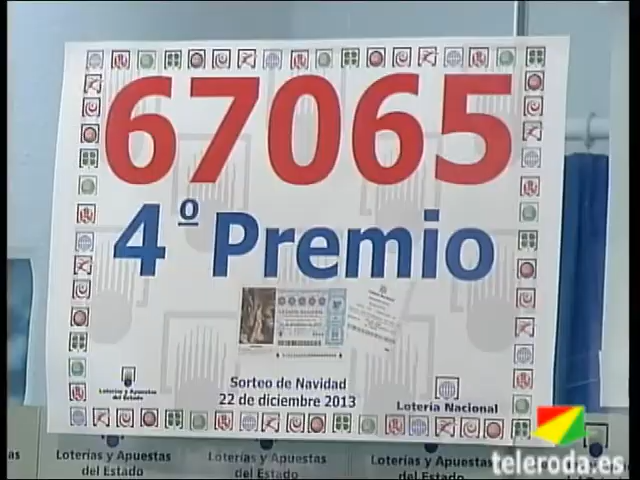 67065
4º Premio
Loterías y Apuestas
del Estado
Sorteo de Navidad
22 de diciembre 2013
Lotería Nacional
Loterías y Apuestas
del Estado
Loterías y Apuestas
del Estado
Loterías y Apuestas
del Estado
teleroda.es